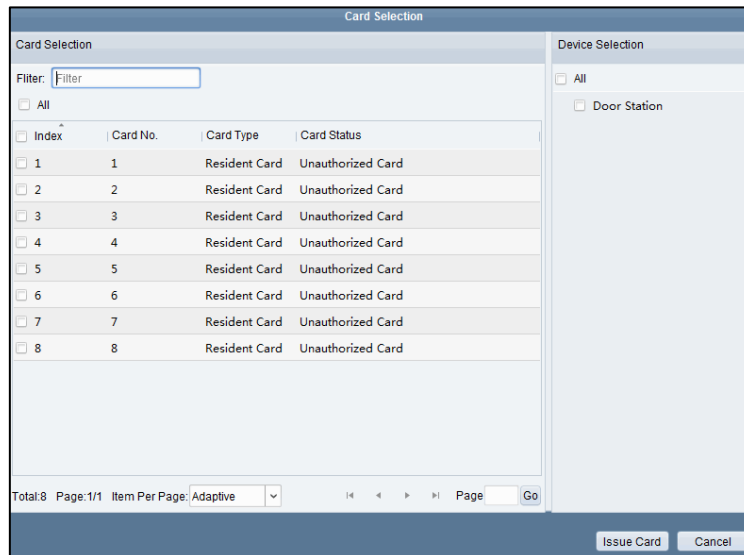 Card Selection
Card Selection
Device Selection
Fliter: Filter
All
All
Door Station
Index Card No. Card Type Card Status
1 1 Resident Card Unauthorized Card
2 2 Resident Card Unauthorized Card
3 3 Resident Card Unauthorized Card
4 4 Resident Card Unauthorized Card
5 5 Resident Card Unauthorized Card
6 6 Resident Card Unauthorized Card
7 7 Resident Card Unauthorized Card
8 8 Resident Card Unauthorized Card
Total:8 Page:1/1 Item Per Page: Adaptive Page Go
Issue Card Cancel